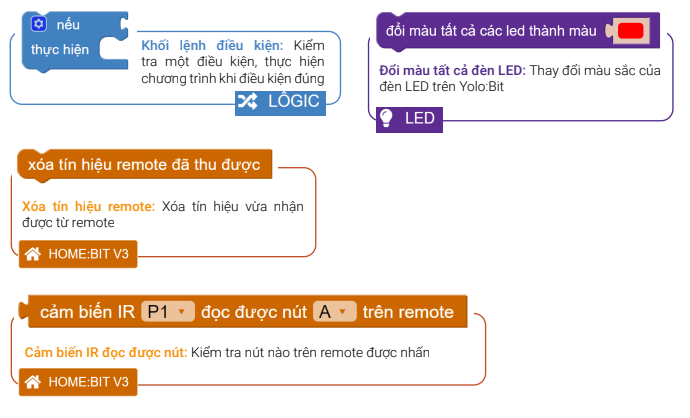 nếu
thực hiện
Khối lệnh điều kiện: Kiểm
tra một điều kiện, thực hiện
chương trình khi điều kiện đúng
LÔGIC
đổi màu tất cả các led thành màu
Đổi màu tất cả đèn LED: Thay đổi màu sắc của
đèn LED trên Yolo:Bit
LED
xóa tín hiệu remote đã thu được
Xóa tín hiệu remote: Xóa tín hiệu vừa nhận
được từ remote
HOME:BIT V3
cảm biến IR P1 đọc được nút A trên remote
Cảm biến IR đọc được nút: Kiểm tra nút nào trên remote được nhấn
HOME:BIT V3